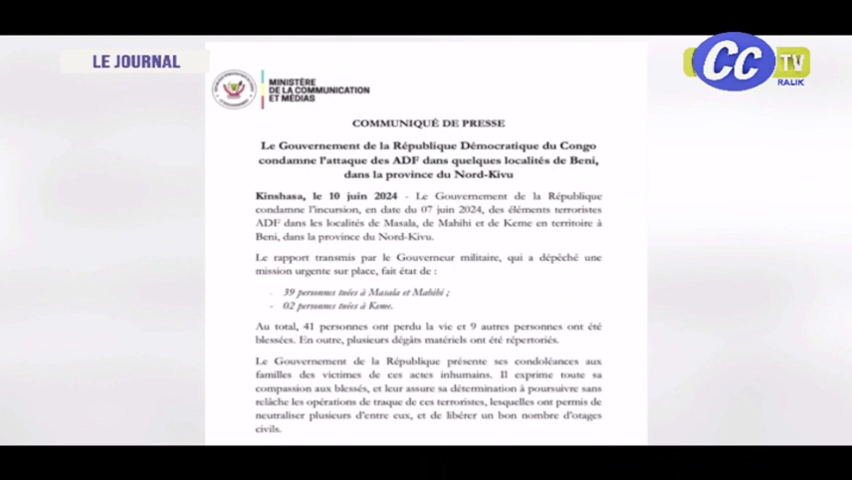 LE JOURNAL
CC TV
RALIK
MINISTÈRE
DE LA COMMUNICATION
ET MÉDIAS
COMMUNIQUÉ DE PRESSE
Le Gouvernement de la République Démocratique du Congo
condamne l'attaque des ADF dans quelques localités de Beni,
dans la province du Nord-Kivu
Kinshasa, le 10 juin 2024 - Le Gouvernement de la République
condamne l'incursion, en date du 07 juin 2024, des éléments terroristes
ADF dans les localités de Masala, de Mahihi et de Keme en territoire à
Beni, dans la province du Nord-Kivu.
Le rapport transmis par le Gouverneur militaire, qui a dépêché une
mission urgente sur place, fait état de :
- 39 personnes tuées à Masala et Mahihi ;
- 02 personnes tuées à Keme.
Au total, 41 personnes ont perdu la vie et 9 autres personnes ont été
blessées. En outre, plusieurs dégâts matériels ont été répertoriés.
Le Gouvernement de la République présente ses condoléances aux
familles des victimes de ces actes inhumains. Il exprime toute sa
compassion aux blessés, et leur assure sa détermination à poursuivre sans
relâche les opérations de traque de ces terroristes, lesquelles ont permis de
neutraliser plusieurs d'entre eux, et de libérer un bon nombre d'otages
civils.